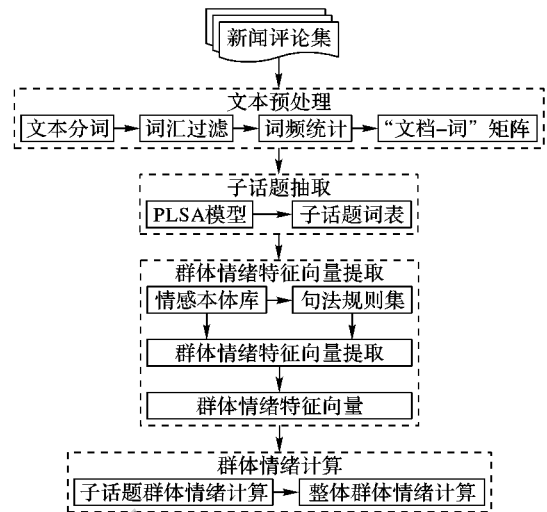 新闻评论集
文本预处理
文本分词 词汇过滤 词频统计 “文档-词”矩阵
子话题抽取
PLSA模型 子话题词表
群体情绪特征向量提取
情感本体库 句法规则集
群体情绪特征向量提取
群体情绪特征向量
群体情绪计算
子话题群体情绪计算 整体群体情绪计算